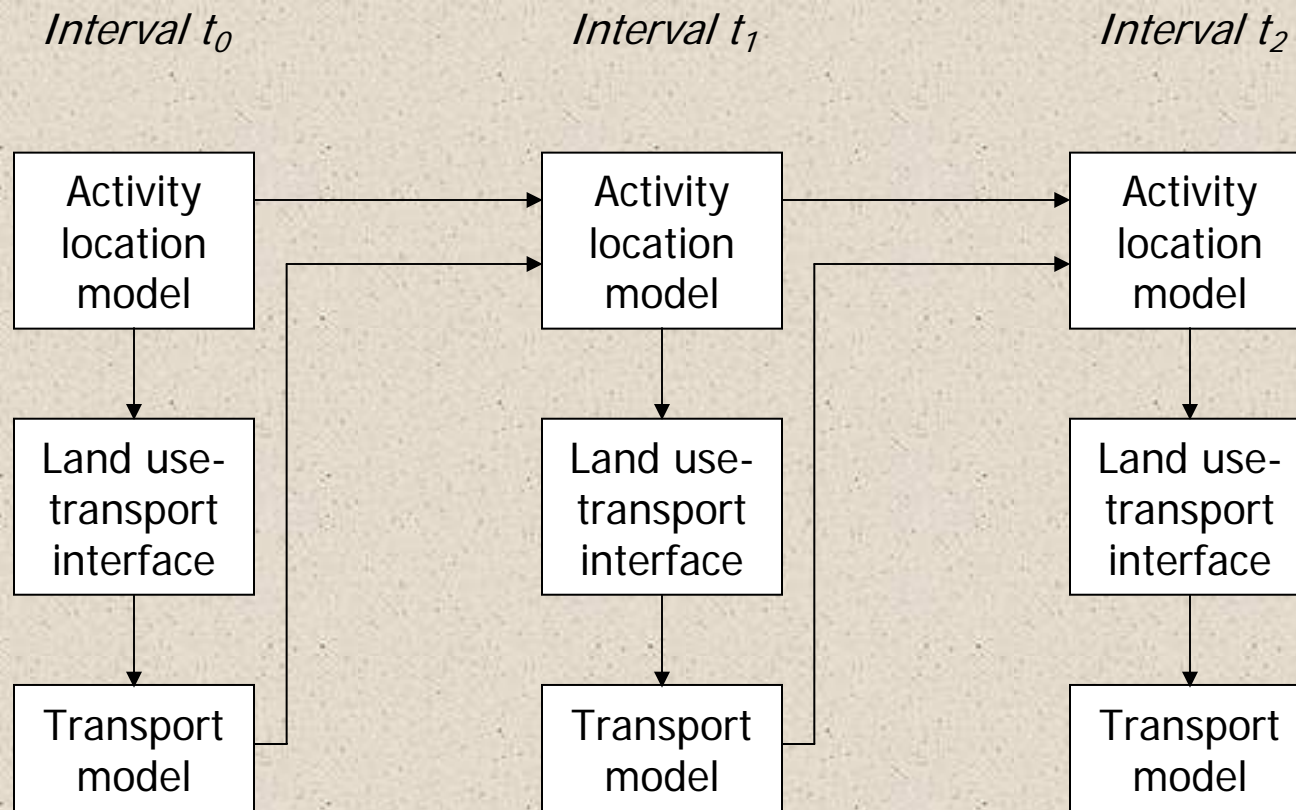 Interval t0
Interval t1
Interval t2
Activity
location
model
Activity
location
model
Activity
location
model
Land use-
transport
interface
Land use-
transport
interface
Land use-
transport
interface
Transport
model
Transport
model
Transport
model